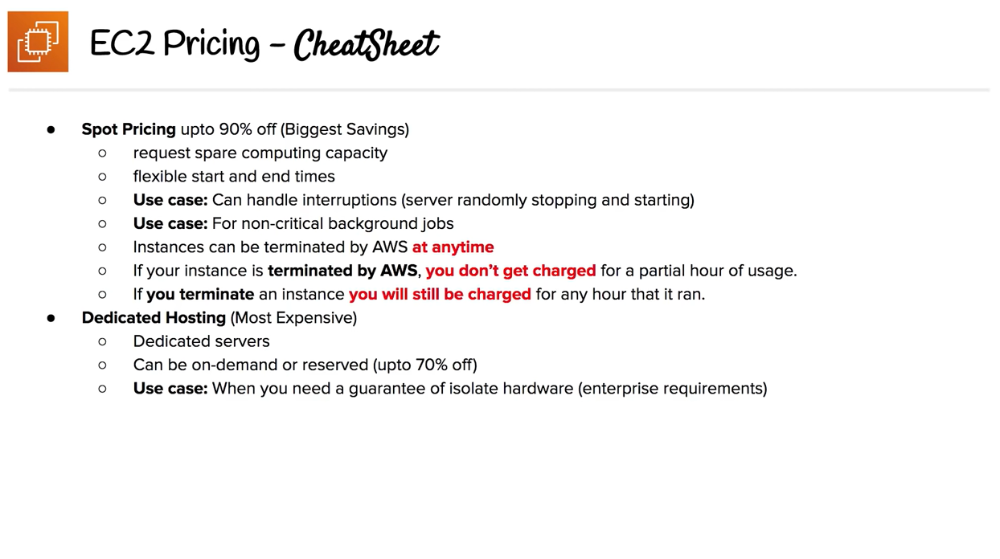 EC2 Pricing – CheatSheet
● Spot Pricing upto 90% off (Biggest Savings)
○ request spare computing capacity
○ flexible start and end times
○ Use case: Can handle interruptions (server randomly stopping and starting)
○ Use case: For non-critical background jobs
○ Instances can be terminated by AWS at anytime
○ If your instance is terminated by AWS, you don’t get charged for a partial hour of usage.
○ If you terminate an instance you will still be charged for any hour that it ran.
● Dedicated Hosting (Most Expensive)
○ Dedicated servers
○ Can be on-demand or reserved (upto 70% off)
○ Use case: When you need a guarantee of isolate hardware (enterprise requirements)